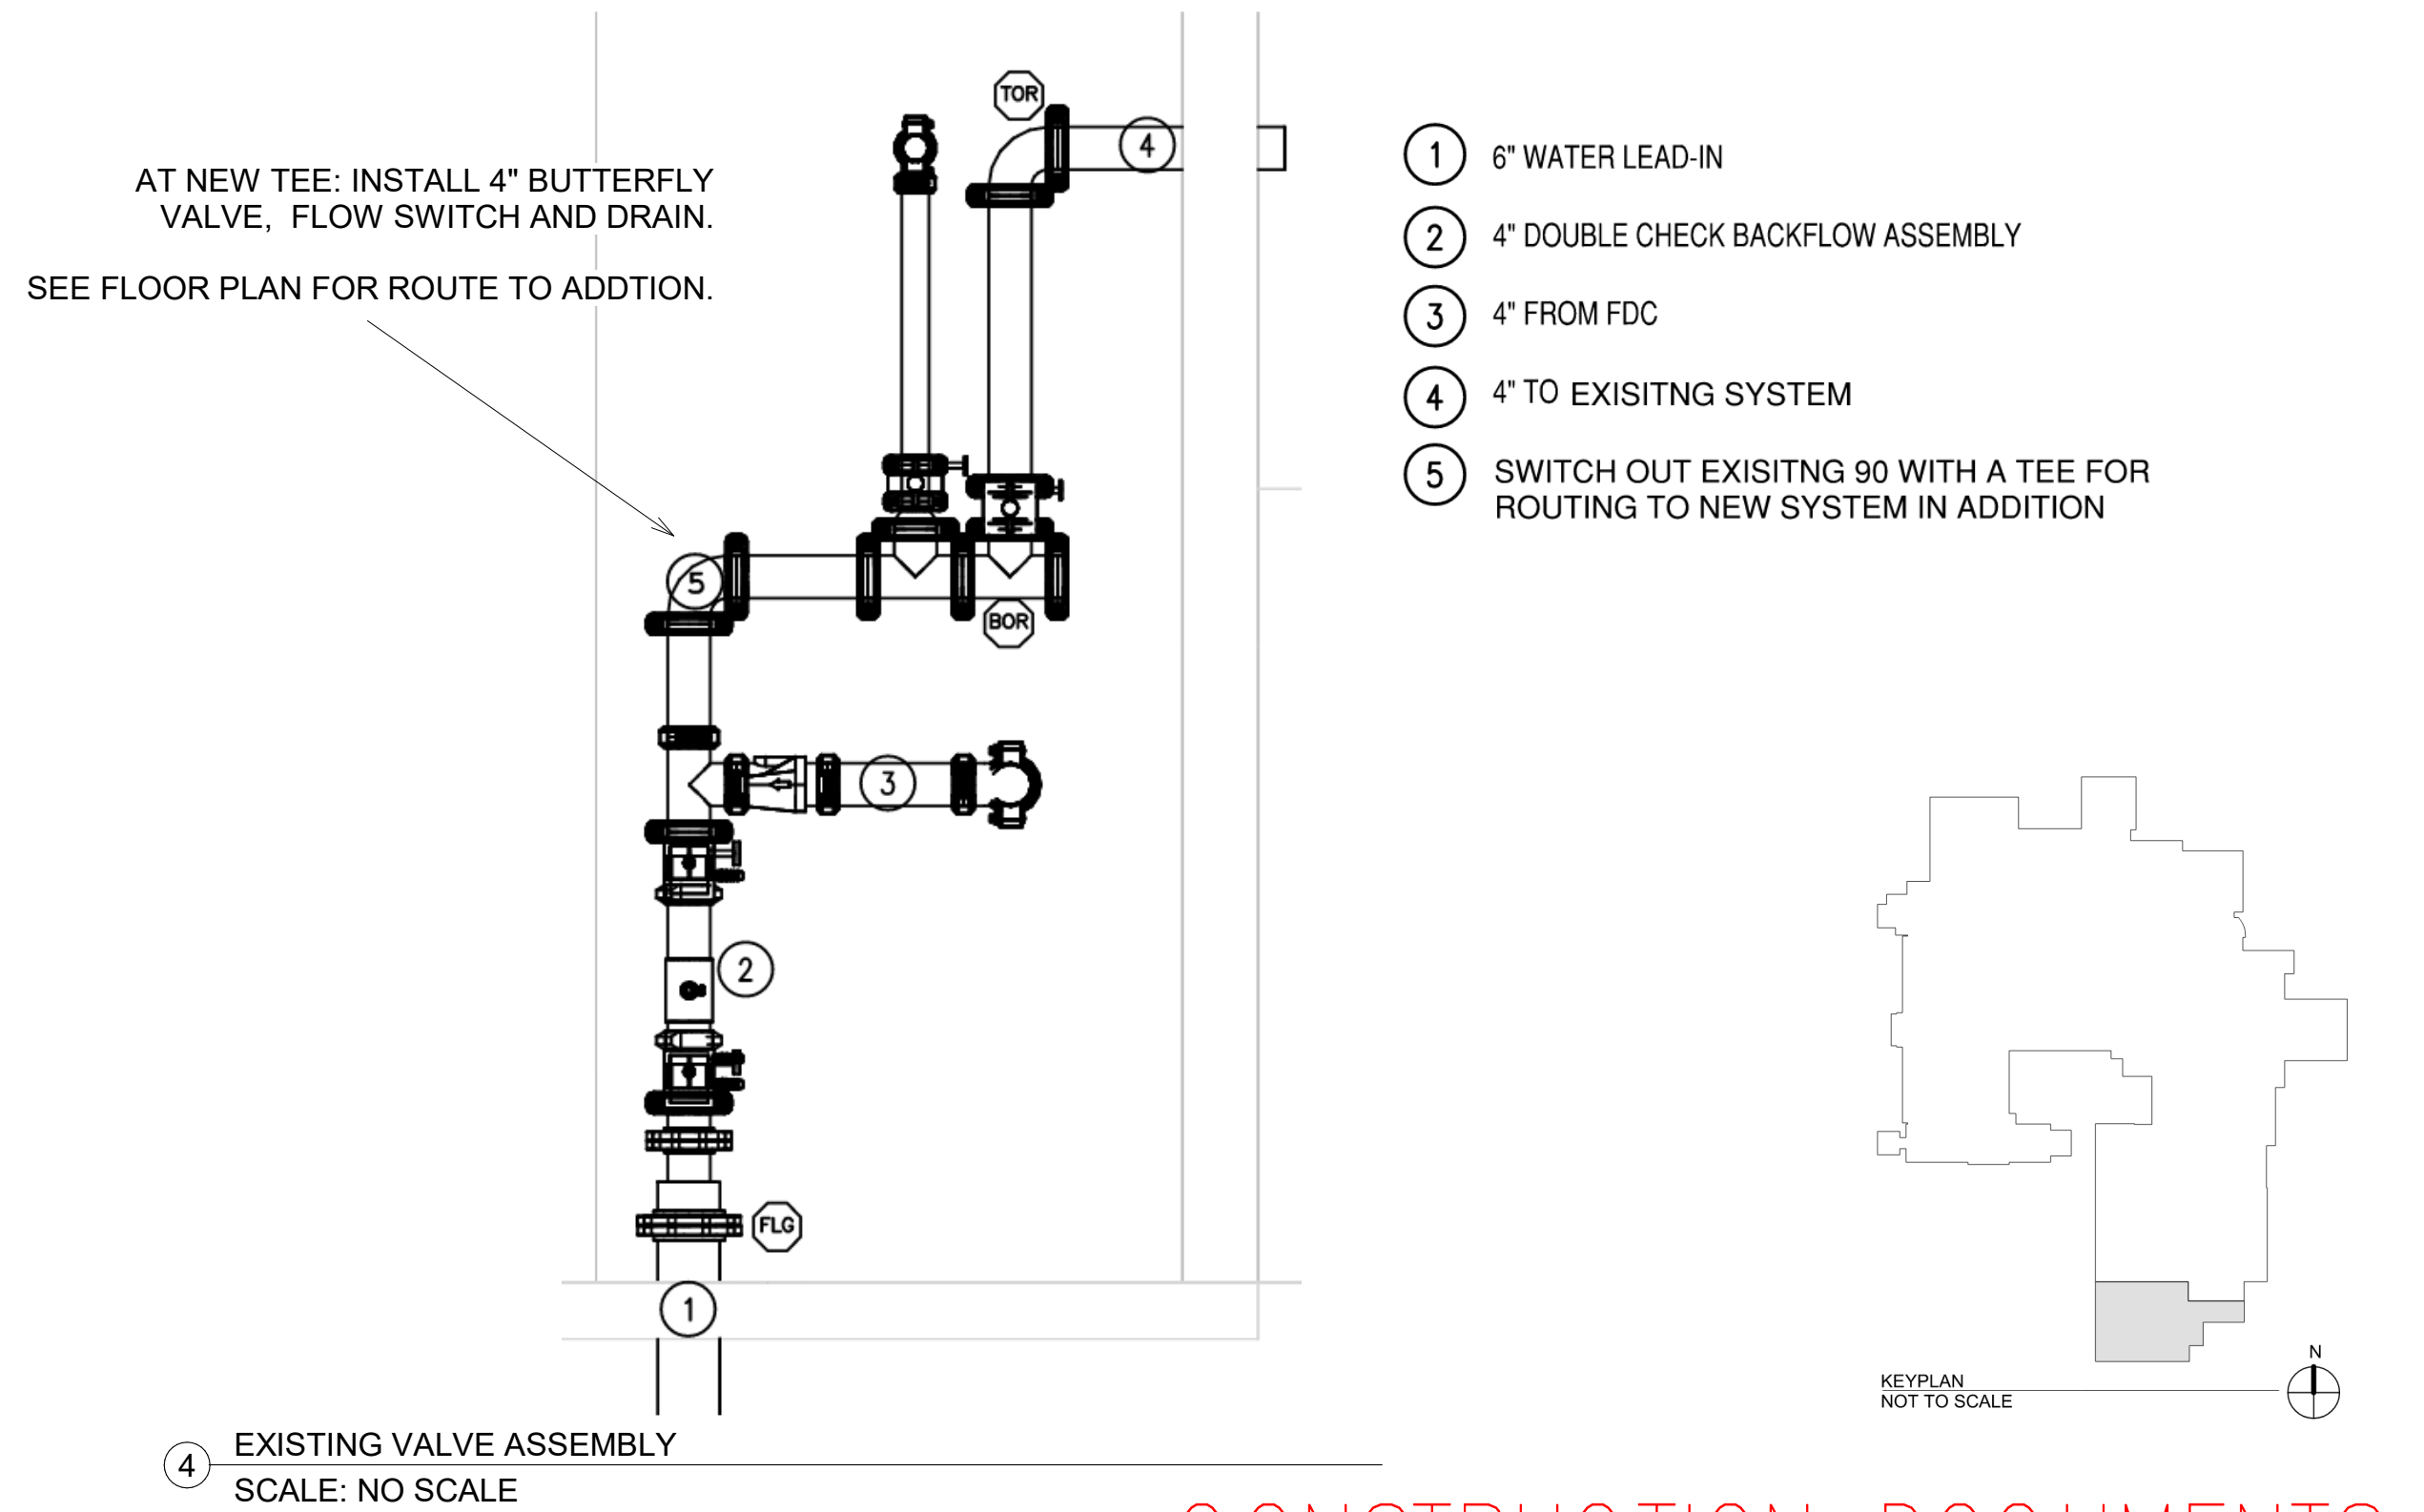 TOR
4
AT NEW TEE: INSTALL 4" BUTTERFLY
VALVE,  FLOW SWITCH AND DRAIN.
SEE FLOOR PLAN FOR ROUTE TO ADDTION.
5
BOR
3
2
FLG
1
1 6" WATER LEAD-IN
2 4" DOUBLE CHECK BACKFLOW ASSEMBLY
3 4" FROM FDC
4 4" TO EXISITNG SYSTEM
5 SWITCH OUT EXISITNG 90 WITH A TEE FOR
ROUTING TO NEW SYSTEM IN ADDITION
N
KEYPLAN
NOT TO SCALE
4 EXISTING VALVE ASSEMBLY
SCALE: NO SCALE
CONSTRUCTION DOCUMENTS